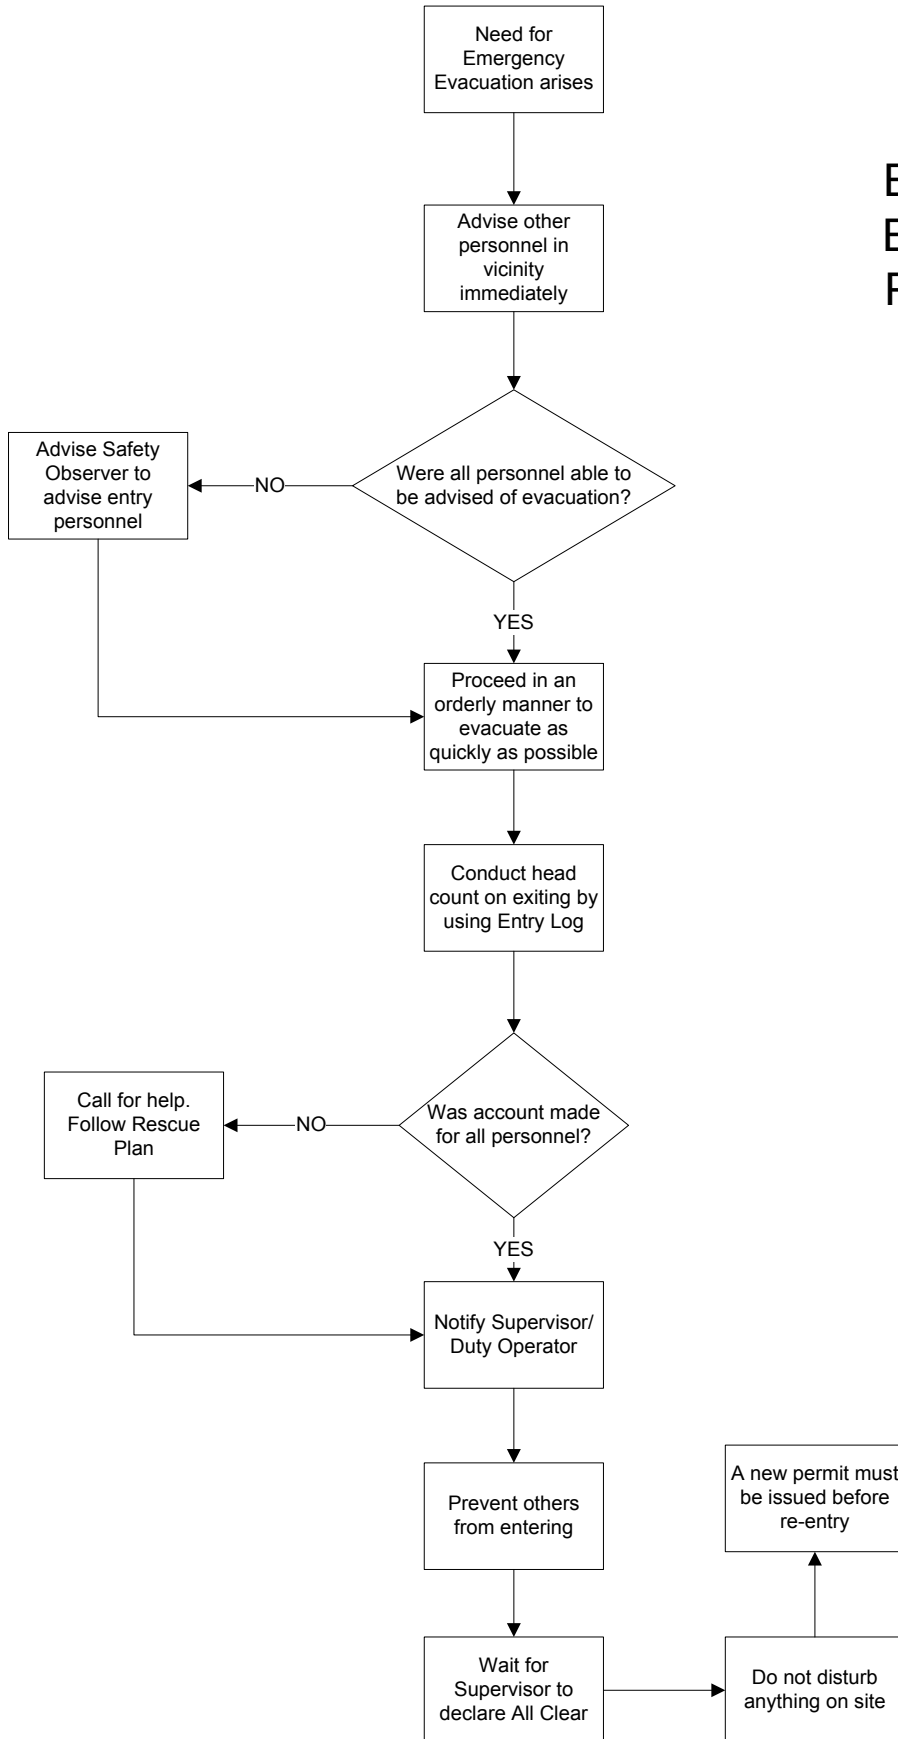 Need for
Emergency
Evacuation arises
E
E
P
Advise other
personnel in
vicinity
immediately
Advise Safety
Observer to
advise entry
personnel
NO
Were all personnel able to
be advised of evacuation?
YES
Proceed in an
orderly manner to
evacuate as
quickly as possible
Conduct head
count on exiting by
using Entry Log
Call for help.
Follow Rescue
Plan
NO
Was account made
for all personnel?
YES
Notify Supervisor/
Duty Operator
Prevent others
from entering
A new permit must
be issued before
re-entry
Wait for
Supervisor to
declare All Clear
Do not disturb
anything on site